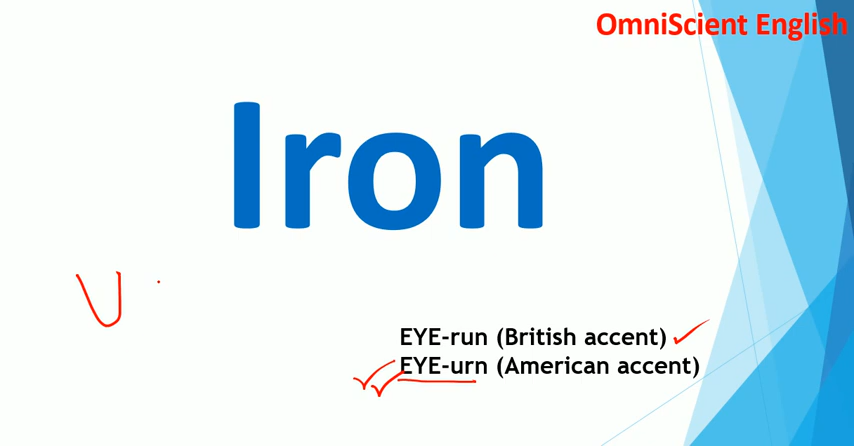 OmniScient English
Iron
U
EYE-run (British accent)
EYE-urn (American accent)